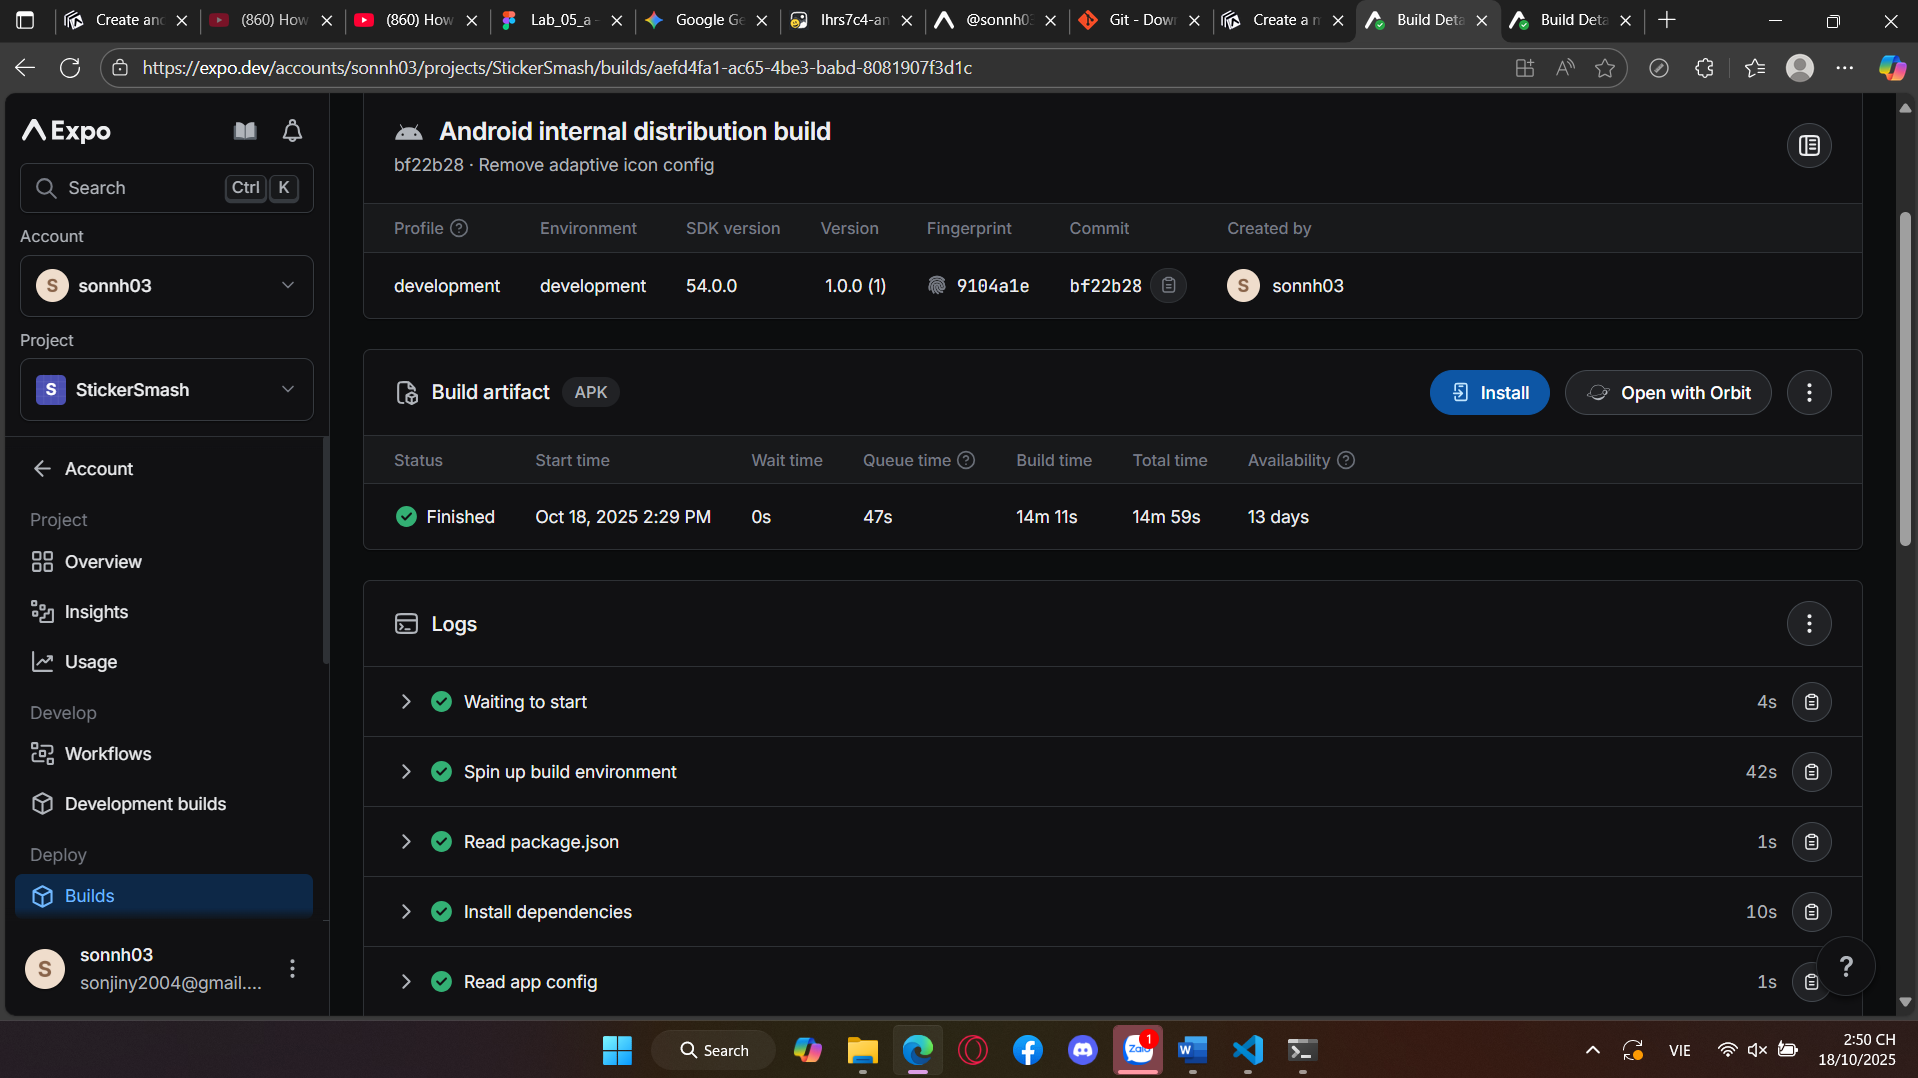 Create and
(860) How
(860) How
Lab_05_a -
Google Ge
lhrs7c4-an
@sonnh03
Git - Dow
Create a m
Build Deta
Build Deta
https://expo.dev/accounts/sonnh03/projects/StickerSmash/builds/aefd4fa1-ac65-4be3-babd-8081907f3d1c
Expo
Search
Ctrl
K
Account
S
sonnh03
Project
S
StickerSmash
Account
Project
Overview
Insights
Usage
Develop
Workflows
Development builds
Deploy
Builds
S
sonnh03
sonjiny2004@gmail....
Android internal distribution build
bf22b28 · Remove adaptive icon config
Profile Environment SDK version Version Fingerprint Commit Created by
development development 54.0.0 1.0.0 (1) 9104a1e bf22b28 S sonnh03
Build artifact APK Install Open with Orbit
Status Start time Wait time Queue time Build time Total time Availability
Finished Oct 18, 2025 2:29 PM 0s 47s 14m 11s 14m 59s 13 days
Logs
Waiting to start 4s
Spin up build environment 42s
Read package.json 1s
Install dependencies 10s
Read app config 1s
?
Search
Zalo
1
W
VIE
2:50 CH
18/10/2025